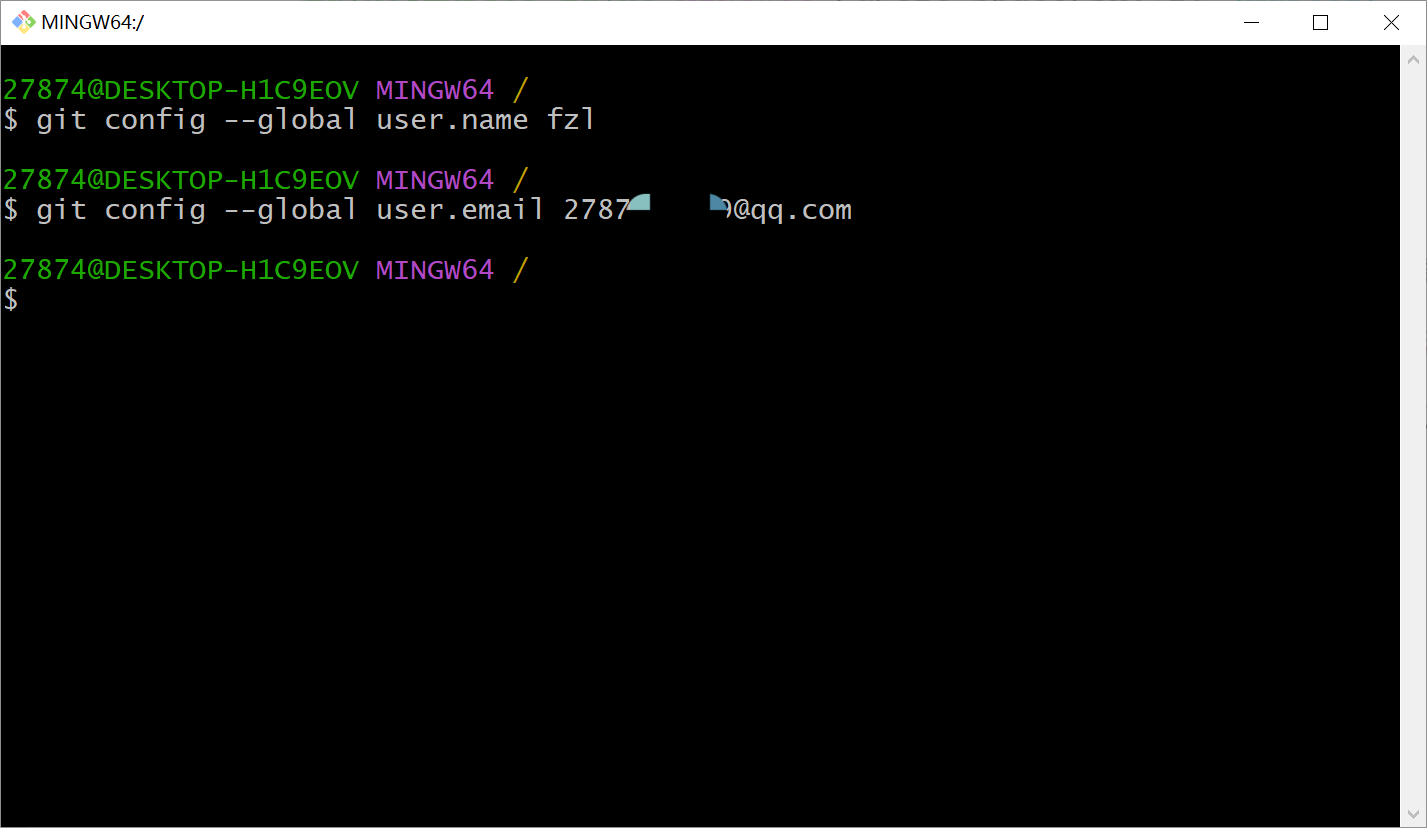 MINGW64:/
27874@DESKTOP-H1C9EOV MINGW64 /
$ git config --global user.name fzl
27874@DESKTOP-H1C9EOV MINGW64 /
$ git config --global user.email 2787 9@qq.com
27874@DESKTOP-H1C9EOV MINGW64 /
$